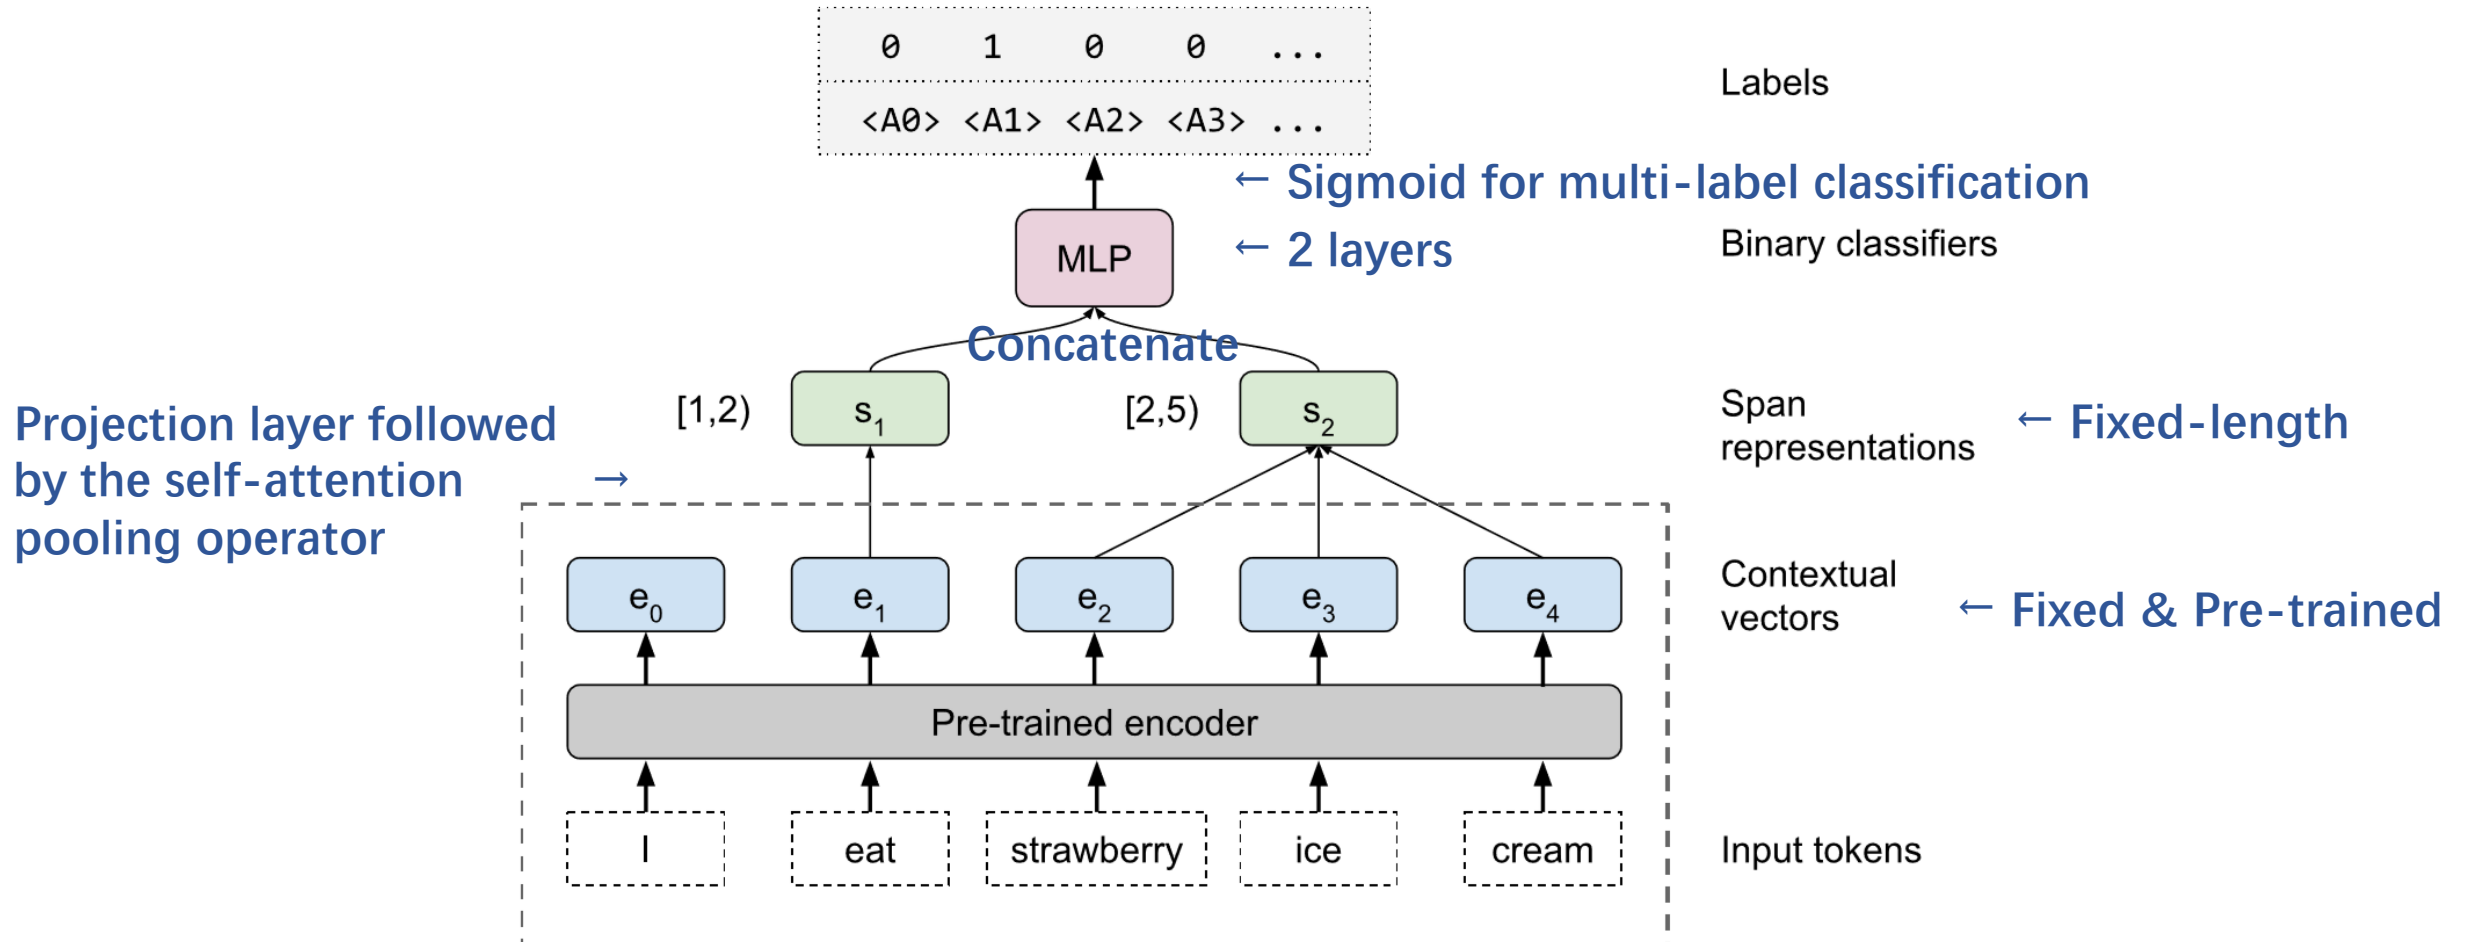 0 1 0 0 ...
Labels
<A0> <A1> <A2> <A3> ...
← Sigmoid for multi-label classification
MLP
← 2 layers
Binary classifiers
Concatenate
Projection layer followed
by the self-attention →
pooling operator
[1,2)
s1
[2,5)
s2
Span
representations
← Fixed-length
e0
e1
e2
e3
e4
Contextual
vectors
← Fixed & Pre-trained
Pre-trained encoder
I
eat
strawberry
ice
cream
Input tokens